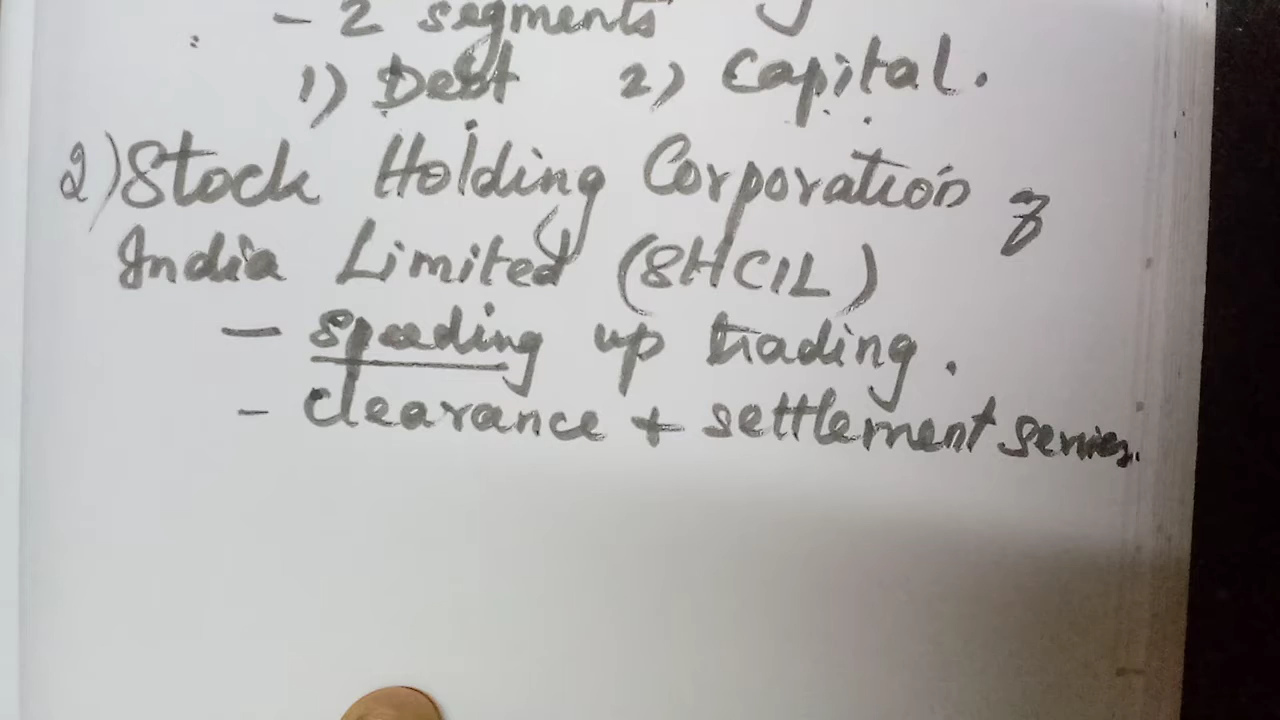 - 2 segments
1) Debt 2) Capital.
2) Stock Holding Corporation of
India Limited (SHCIL)
- Speeding up trading.
- clearance + settlement services.